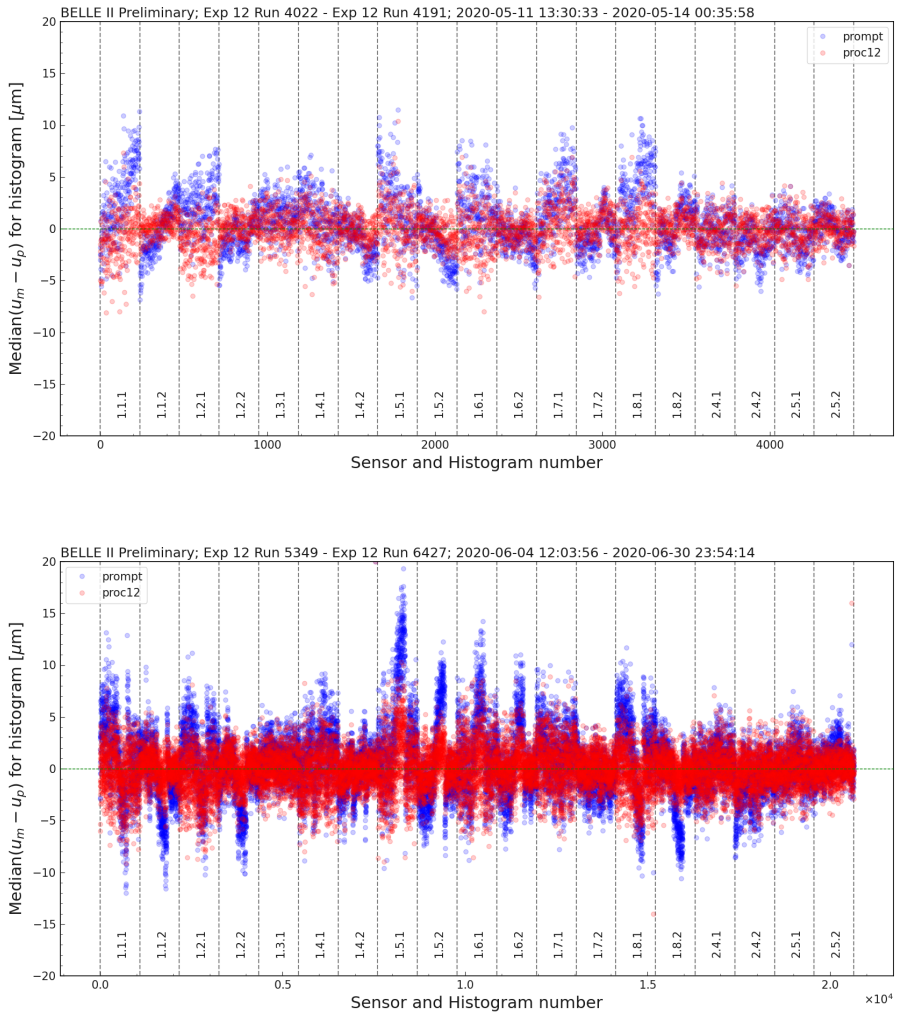 BELLE II Preliminary; Exp 12 Run 4022 - Exp 12 Run 4191; 2020-05-11 13:30:33 - 2020-05-14 00:35:58
20
15
10
5
0
−5
−10
−15
−20
Median(u_m − u_p) for histogram [μm]
prompt
proc12
1.1.1 1.1.2 1.2.1 1.2.2 1.3.1 1.4.1 1.4.2 1.5.1 1.5.2 1.6.1 1.6.2 1.7.1 1.7.2 1.8.1 1.8.2 2.4.1 2.4.2 2.5.1 2.5.2
0 1000 2000 3000 4000
Sensor and Histogram number
BELLE II Preliminary; Exp 12 Run 5349 - Exp 12 Run 6427; 2020-06-04 12:03:56 - 2020-06-30 23:54:14
20
15
10
5
0
−5
−10
−15
−20
Median(u_m − u_p) for histogram [μm]
prompt
proc12
1.1.1 1.1.2 1.2.1 1.2.2 1.3.1 1.4.1 1.4.2 1.5.1 1.5.2 1.6.1 1.6.2 1.7.1 1.7.2 1.8.1 1.8.2 2.4.1 2.4.2 2.5.1 2.5.2
0.0 0.5 1.0 1.5 2.0
×10⁴
Sensor and Histogram number